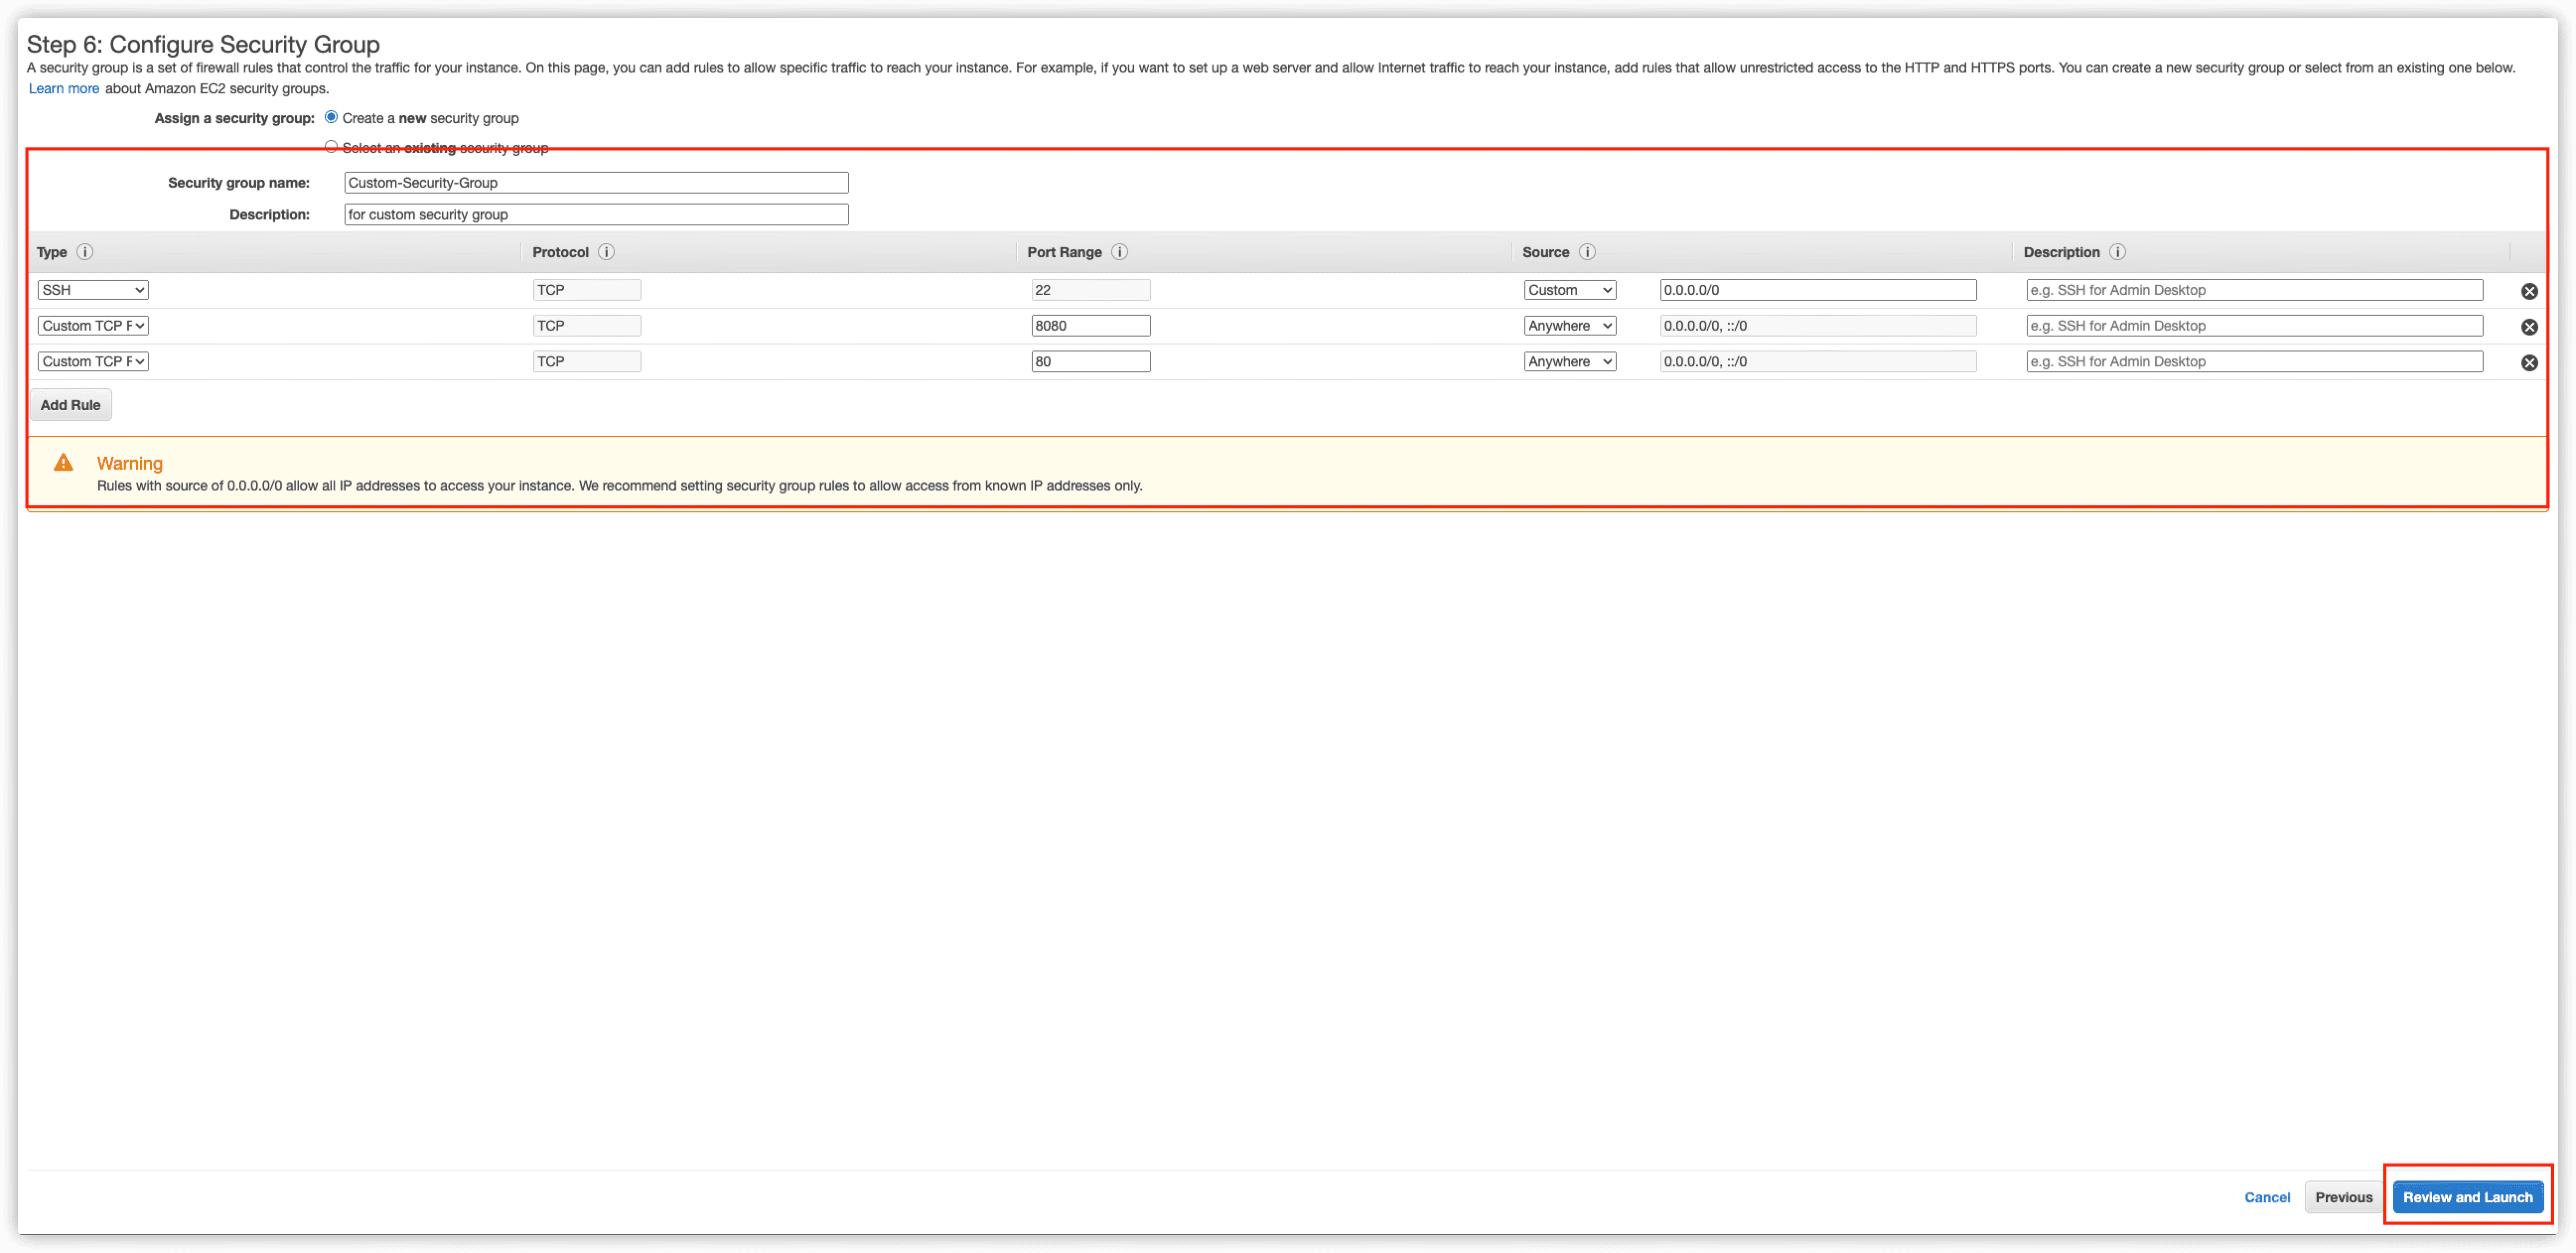 Step 6: Configure Security Group
A security group is a set of firewall rules that control the traffic for your instance. On this page, you can add rules to allow specific traffic to reach your instance. For example, if you want to set up a web server and allow Internet traffic to reach your instance, add rules that allow unrestricted access to the HTTP and HTTPS ports. You can create a new security group or select from an existing one below.
Learn more about Amazon EC2 security groups.
Assign a security group: Create a new security group
Select an existing security group
Security group name: Custom-Security-Group
Description: for custom security group
Type Protocol Port Range Source Description
SSH TCP 22 Custom 0.0.0.0/0 e.g. SSH for Admin Desktop
Custom TCP F TCP 8080 Anywhere 0.0.0.0/0, ::/0 e.g. SSH for Admin Desktop
Custom TCP F TCP 80 Anywhere 0.0.0.0/0, ::/0 e.g. SSH for Admin Desktop
Add Rule
Warning
Rules with source of 0.0.0.0/0 allow all IP addresses to access your instance. We recommend setting security group rules to allow access from known IP addresses only.
Cancel Previous Review and Launch